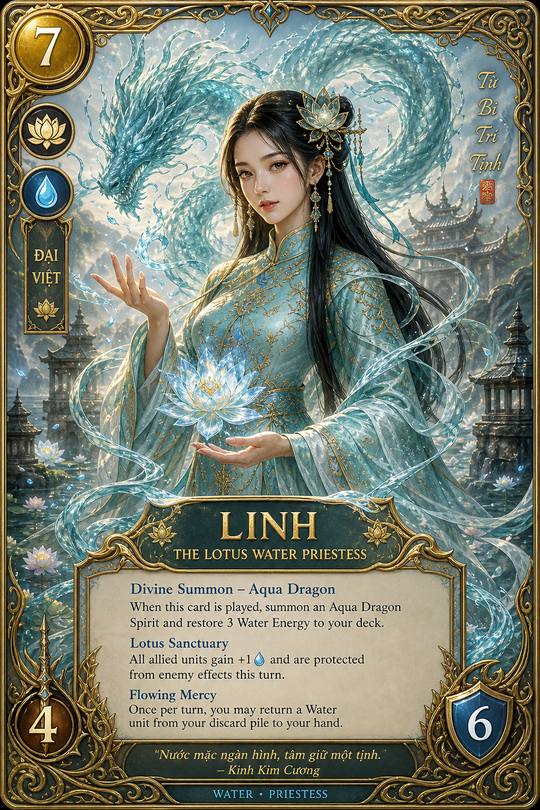 7
Từ
Bi
Trí
Tịnh
ĐẠI
VIỆT
LINH
THE LOTUS WATER PRIESTESS
Divine Summon – Aqua Dragon
When this card is played, summon an Aqua Dragon
Spirit and restore 3 Water Energy to your deck.
Lotus Sanctuary
All allied units gain +1 and are protected
from enemy effects this turn.
Flowing Mercy
Once per turn, you may return a Water
unit from your discard pile to your hand.
4
6
"Nước mặc ngàn hình, tâm giữ một tịnh.
– Kinh Kim Cương
WATER • PRIESTESS